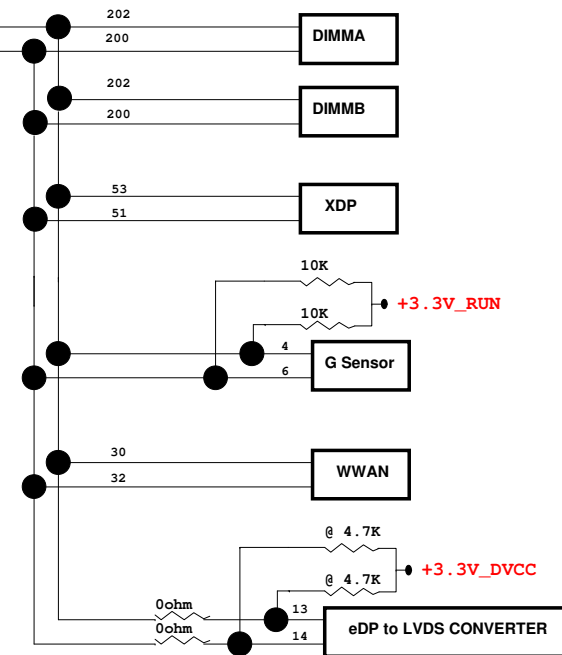 202
DIMMA
200
202
DIMMB
200
53
XDP
51
10K
+3.3V_RUN
10K
4
G Sensor
6
30
WWAN
32
@ 4.7K
+3.3V_DVCC
@ 4.7K
0ohm
13
eDP to LVDS CONVERTER
0ohm
14